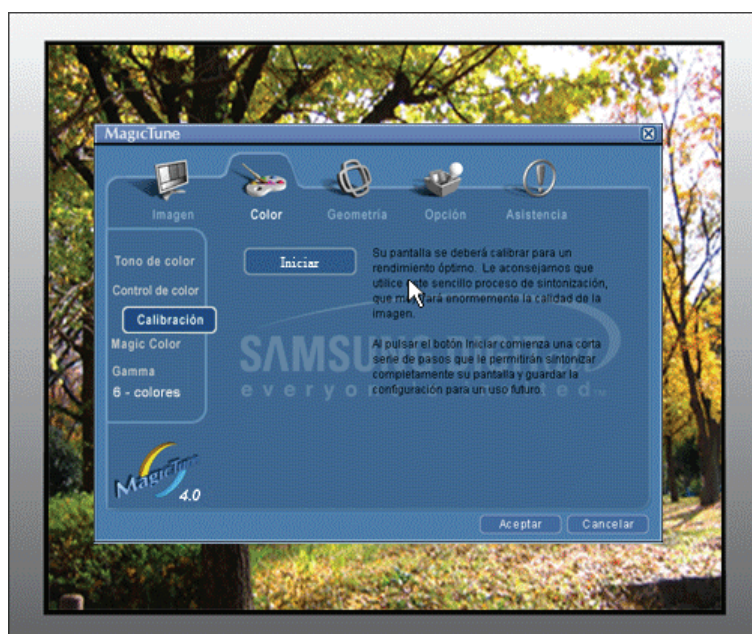 MagicTune
Imagen Color Geometría Opción Asistencia
Tono de color
Control de color
Calibración
Magic Color
Gamma
6 - colores
Iniciar
Su pantalla se deberá calibrar para un
rendimiento óptimo. Le aconsejamos que
utilice este sencillo proceso de sintonización,
que mejorará enormemente la calidad de la
imagen.
Al pulsar el botón Iniciar comienza una corta
serie de pasos que le permitirán sintonizar
completamente su pantalla y guardar la
configuración para un uso futuro.
MagicTune
4.0
Aceptar Cancelar